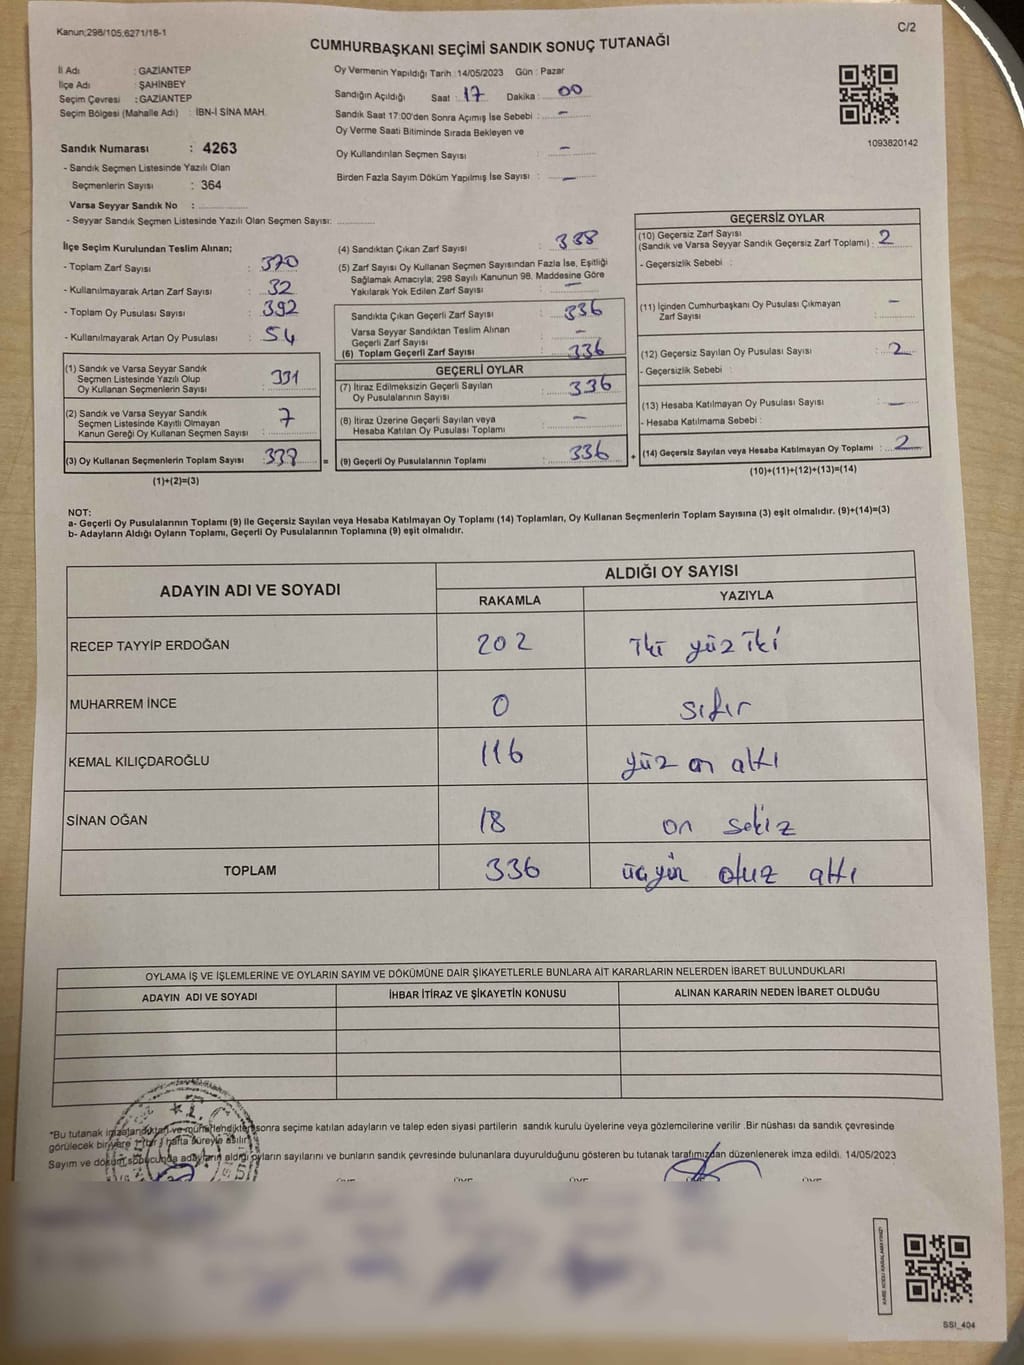 Kanun;298/105;6271/18-1
C/2
CUMHURBAŞKANI SEÇİMİ SANDIK SONUÇ TUTANAĞI
İl Adı : GAZİANTEP
İlçe Adı : ŞAHİNBEY
Seçim Çevresi : GAZİANTEP
Seçim Bölgesi (Mahalle Adı) : İBN-İ SİNA MAH.
Sandık Numarası : 4263
- Sandık Seçmen Listesinde Yazılı Olan
Seçmenlerin Sayısı : 364
Varsa Seyyar Sandık No :
- Seyyar Sandık Seçmen Listesinde Yazılı Olan Seçmen Sayısı:
Oy Vermenin Yapıldığı Tarih :14/05/2023 Gün : Pazar
Sandığın Açıldığı Saat : 17 Dakika : 00
Sandık Saat 17:00'den Sonra Açımış İse Sebebi : -
Oy Verme Saati Bitiminde Sırada Bekleyen ve
Oy Kullandırılan Seçmen Sayısı : -
Birden Fazla Sayım Döküm Yapılmış İse Sayısı : -
1093820142
İlçe Seçim Kurulundan Teslim Alınan;
- Toplam Zarf Sayısı : 370
- Kullanılmayarak Artan Zarf Sayısı : 32
- Toplam Oy Pusulası Sayısı : 392
- Kullanılmayarak Artan Oy Pusulası : 54
(1) Sandık ve Varsa Seyyar Sandık
Seçmen Listesinde Yazılı Olup
Oy Kullanan Seçmenlerin Sayısı : 331
(2) Sandık ve Varsa Seyyar Sandık
Seçmen Listesinde Kayıtlı Olmayan
Kanun Gereği Oy Kullanan Seçmen Sayısı : 7
(3) Oy Kullanan Seçmenlerin Toplam Sayısı : 338
(1)+(2)=(3)
(4) Sandıktan Çıkan Zarf Sayısı : 338
(5) Zarf Sayısı Oy Kullanan Seçmen Sayısından Fazla İse, Eşitliği
Sağlamak Amacıyla; 298 Sayılı Kanunun 98. Maddesine Göre
Yakılarak Yok Edilen Zarf Sayısı : -
Sandıkta Çıkan Geçerli Zarf Sayısı : 336
Varsa Seyyar Sandıktan Teslim Alınan
Geçerli Zarf Sayısı : -
(6) Toplam Geçerli Zarf Sayısı : 336
GEÇERLİ OYLAR
(7) İtiraz Edilmeksizin Geçerli Sayılan
Oy Pusulalarının Sayısı : 336
(8) İtiraz Üzerine Geçerli Sayılan veya
Hesaba Katılan Oy Pusulası Toplamı : -
= (9) Geçerli Oy Pusulalarının Toplamı : 336 +
GEÇERSİZ OYLAR
(10) Geçersiz Zarf Sayısı
(Sandık ve Varsa Seyyar Sandık Geçersiz Zarf Toplamı) : 2
- Geçersizlik Sebebi :
(11) İçinden Cumhurbaşkanı Oy Pusulası Çıkmayan
Zarf Sayısı : -
(12) Geçersiz Sayılan Oy Pusulası Sayısı : 2
- Geçersizlik Sebebi :
(13) Hesaba Katılmayan Oy Pusulası Sayısı : -
- Hesaba Katılmama Sebebi :
(14) Geçersiz Sayılan veya Hesaba Katılmayan Oy Toplamı : 2
(10)+(11)+(12)+(13)=(14)
NOT:
a- Geçerli Oy Pusulalarının Toplamı (9) ile Geçersiz Sayılan veya Hesaba Katılmayan Oy Toplamı (14) Toplamları, Oy Kullanan Seçmenlerin Toplam Sayısına (3) eşit olmalıdır. (9)+(14)=(3)
b- Adayların Aldığı Oyların Toplamı, Geçerli Oy Pusulalarının Toplamına (9) eşit olmalıdır.
ADAYIN ADI VE SOYADI ALDIĞI OY SAYISI
RAKAMLA YAZIYLA
RECEP TAYYİP ERDOĞAN 202 iki yüz iki
MUHARREM İNCE 0 sıfır
KEMAL KILIÇDAROĞLU 116 yüz on altı
SİNAN OĞAN 18 on sekiz
TOPLAM 336 üçyüz otuz altı
OYLAMA İŞ VE İŞLEMLERİNE VE OYLARIN SAYIM VE DÖKÜMÜNE DAİR ŞİKAYETLERLE BUNLARA AİT KARARLARIN NELERDEN İBARET BULUNDUKLARI
ADAYIN ADI VE SOYADI İHBAR İTİRAZ VE ŞİKAYETİN KONUSU ALINAN KARARIN NEDEN İBARET OLDUĞU
*Bu tutanak imzalandıktan ve mühürlendikten sonra seçime katılan adayların ve talep eden siyasi partilerin sandık kurulu üyelerine veya gözlemcilerine verilir .Bir nüshası da sandık çevresinde
görülecek bir yere 1 (bir) hafta süreyle asılır.
Sayım ve döküm sonucunda adayların aldığı oyların sayılarını ve bunların sandık çevresinde bulunanlara duyurulduğunu gösteren bu tutanak tarafımızdan düzenlenerek imza edildi. 14/05/2023
T.C.
KARE KODU KARALAMAYINIZ!
SSI_404